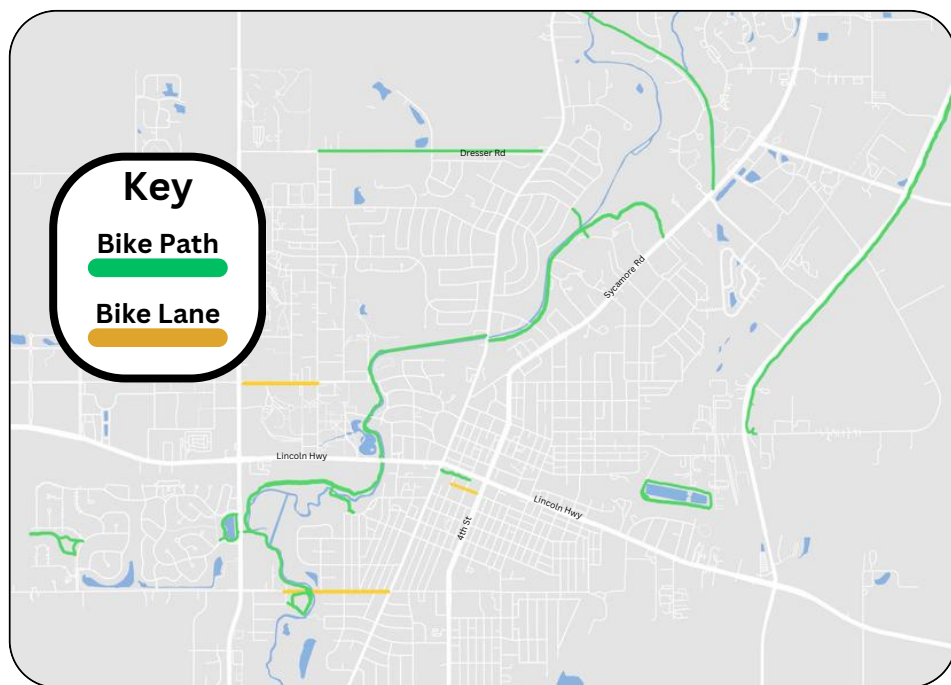 Dresser Rd
Key
Bike Path
Bike Lane
Sycamore Rd
Lincoln Hwy
Lincoln Hwy
4th St